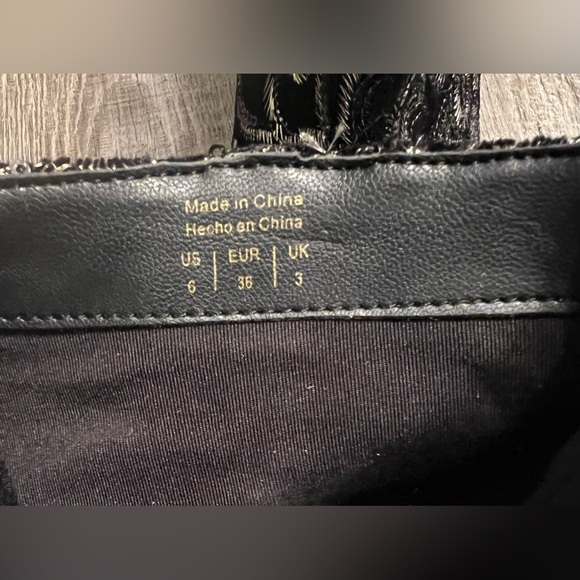 Made in China
Hecho en China
US | EUR | UK
6 | 36 | 3